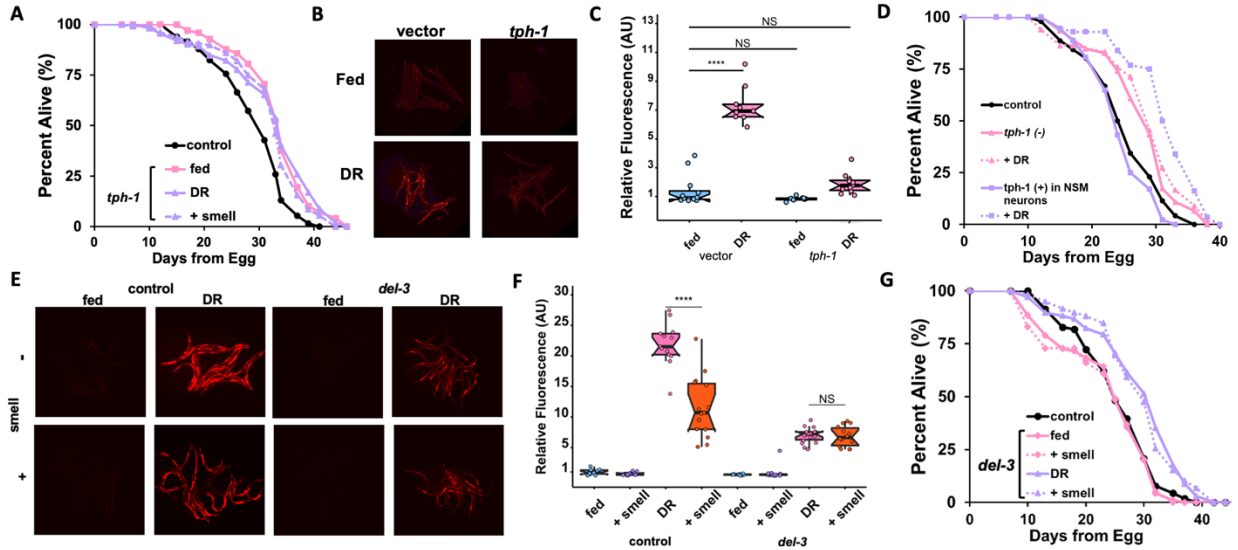 A
Percent Alive (%)
100
75
50
25
0
control
fed
DR
+ smell
tph-1
0 10 20 30 40
Days from Egg
B
vector tph-1
Fed
DR
C
Relative Fluorescence (AU)
13
11
9
7
5
3
1
NS
NS
****
fed DR fed DR
vector tph-1
D
Percent Alive (%)
100
75
50
25
0
control
tph-1 (-)
+ DR
tph-1 (+) in NSM
neurons
+ DR
0 10 20 30 40
Days from Egg
E
control del-3
fed DR fed DR
-
smell
+
F
Relative Fluorescence (AU)
30
25
20
15
10
5
1
****
NS
fed + smell DR + smell fed + smell DR + smell
control del-3
G
Percent Alive (%)
100
75
50
25
0
control
fed
+ smell
DR
+ smell
del-3
0 10 20 30 40
Days from Egg